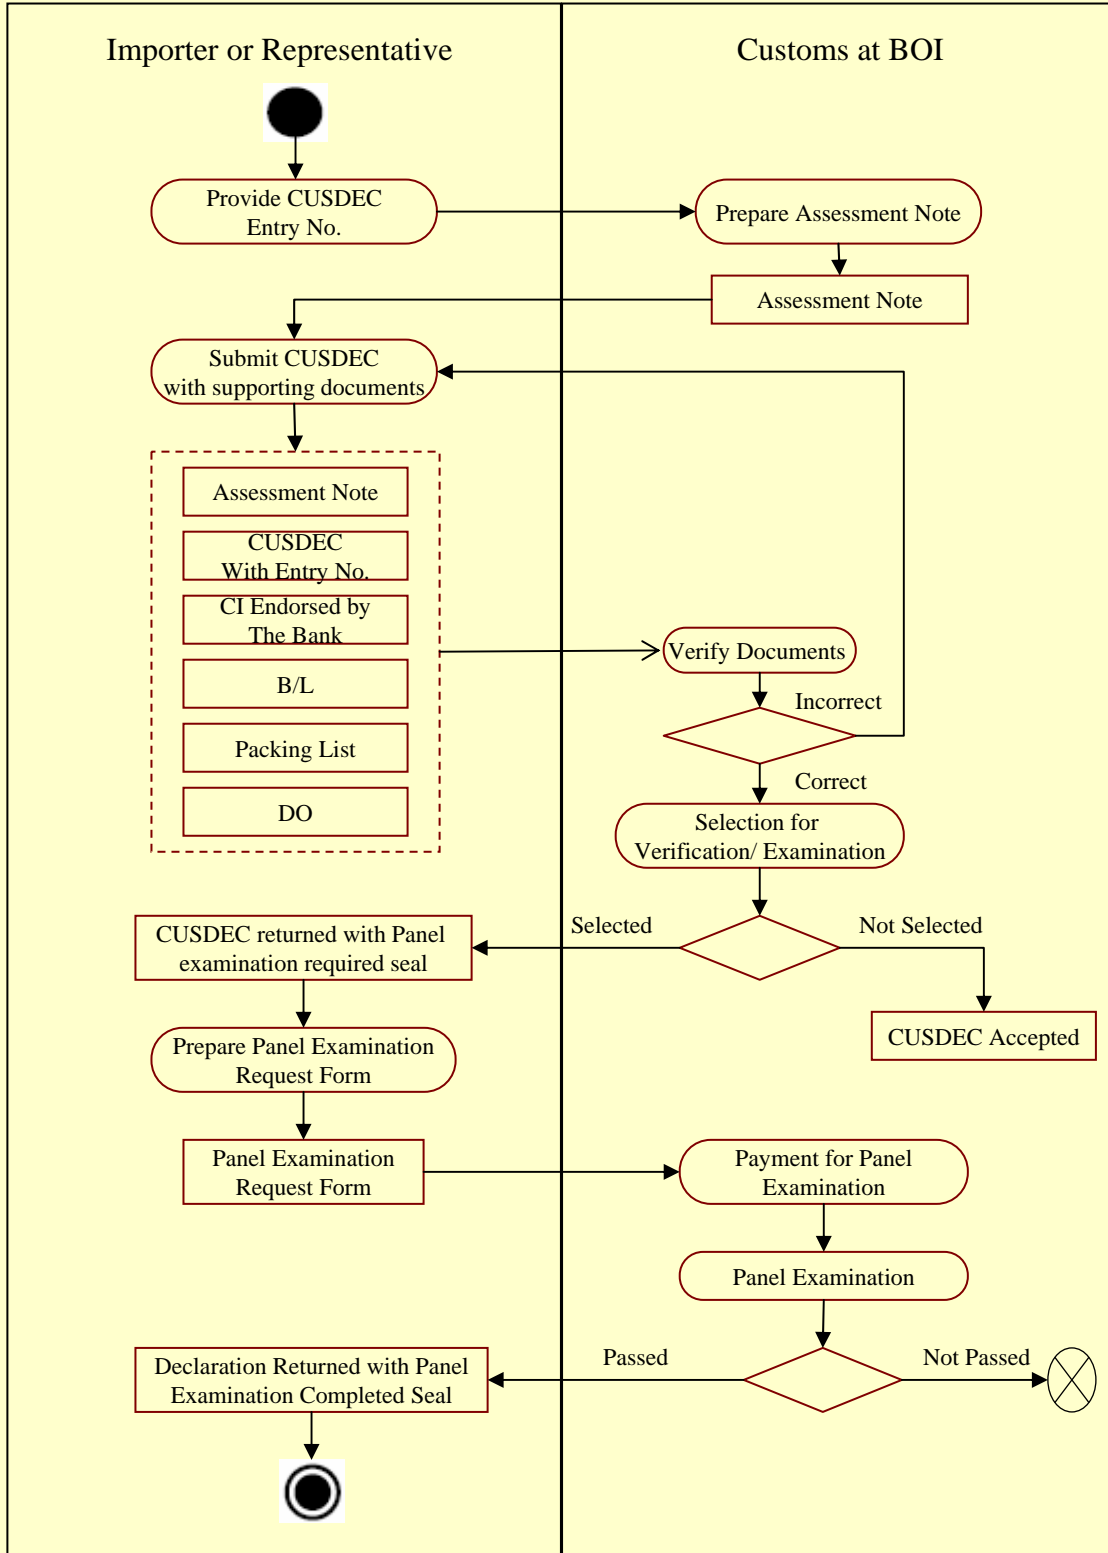 Importer or Representative
Customs at BOI
Provide CUSDEC
Entry No.
Prepare Assessment Note
Assessment Note
Submit CUSDEC
with supporting documents
Assessment Note
CUSDEC
With Entry No.
CI Endorsed by
The Bank
B/L
Packing List
DO
Verify Documents
Incorrect
Correct
Selection for
Verification/ Examination
Selected
Not Selected
CUSDEC returned with Panel
examination required seal
CUSDEC Accepted
Prepare Panel Examination
Request Form
Panel Examination
Request Form
Payment for Panel
Examination
Panel Examination
Passed
Not Passed
Declaration Returned with Panel
Examination Completed Seal